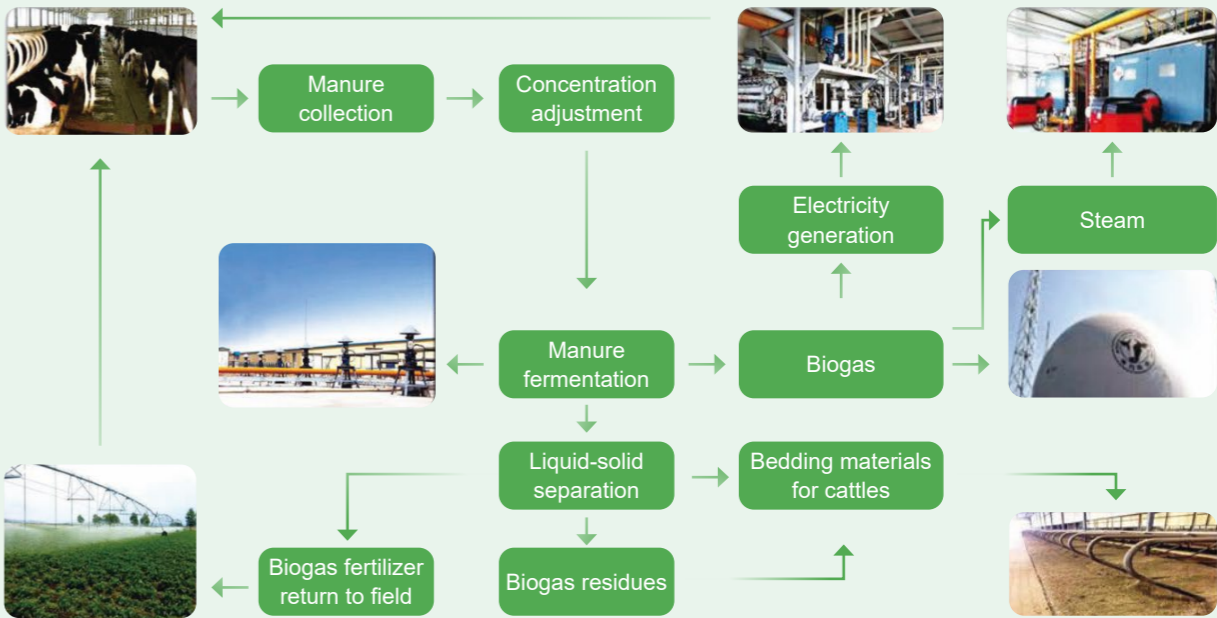 Manure
collection
Concentration
adjustment
Electricity
generation
Steam
Manure
fermentation
Biogas
Liquid-solid
separation
Bedding materials
for cattles
Biogas fertilizer
return to field
Biogas residues